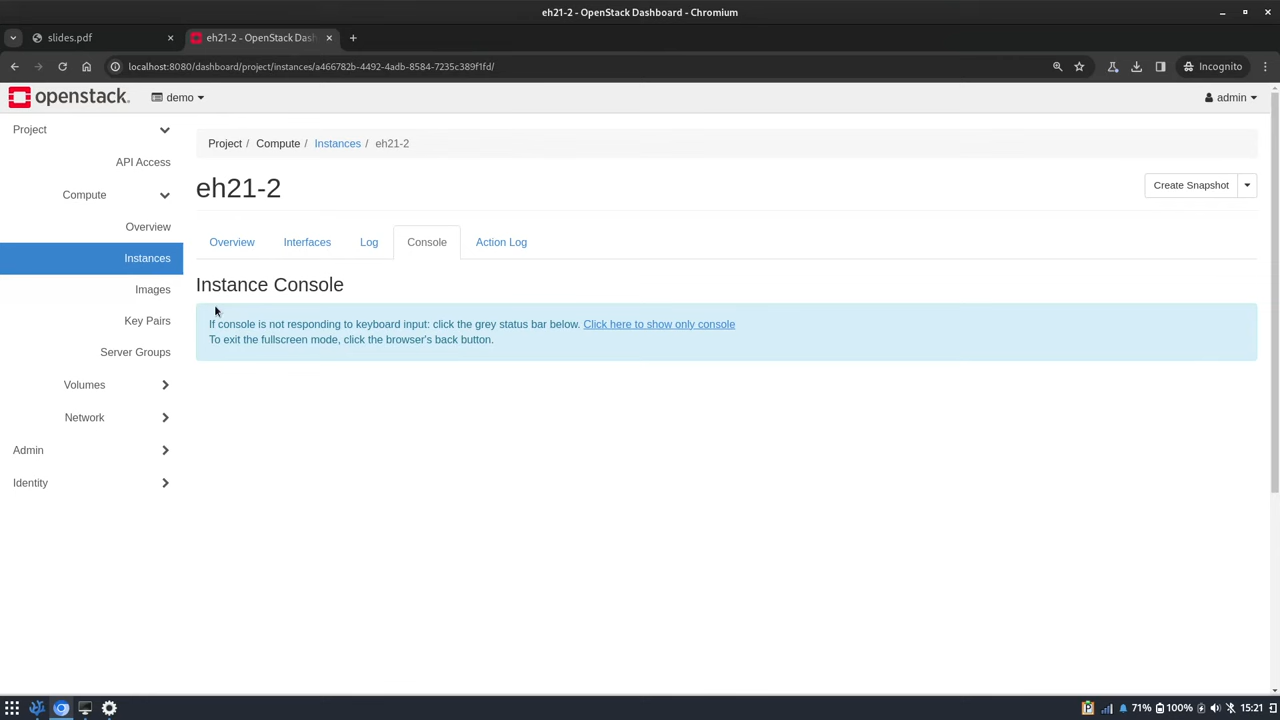 eh21-2 - OpenStack Dashboard - Chromium
slides.pdf
eh21-2 - OpenStack Dash
localhost:8080/dashboard/project/instances/a466782b-4492-4adb-8584-7235c389f1fd/
Incognito
openstack.
demo
admin
Project
API Access
Compute
Overview
Instances
Images
Key Pairs
Server Groups
Volumes
Network
Admin
Identity
Project / Compute / Instances / eh21-2
eh21-2
Create Snapshot
Overview
Interfaces
Log
Console
Action Log
Instance Console
If console is not responding to keyboard input: click the grey status bar below. Click here to show only console
To exit the fullscreen mode, click the browser's back button.
71% 100% 15:21